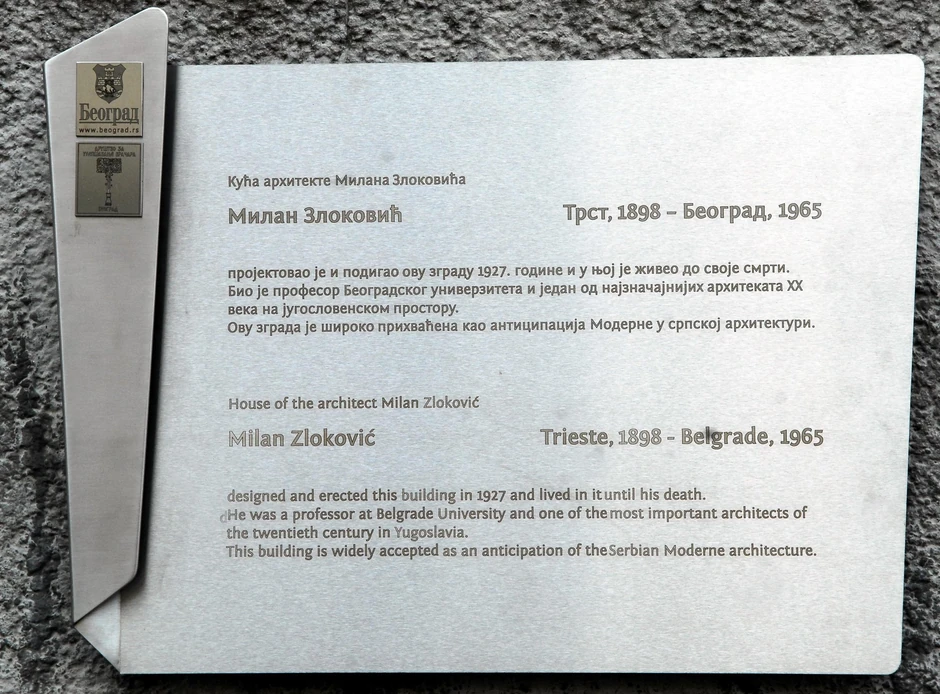 Београд
www.beograd.rs
ДРУШТВО ЗА
БЕОГРАД
Кућа архитекте Милана Злоковића
Милан Злоковић
Трст, 1898 – Београд, 1965
пројектовао је и подигао ову зграду 1927. године и у њој је живео до своје смрти.
Био је професор Београдског универзитета и један од најзначајнијих архитеката XX
века на југословенском простору.
Ову зграда је широко прихваћена као антиципација Модерне у српској архитектури.
House of the architect Milan Zloković
Milan Zloković
Trieste, 1898 - Belgrade, 1965
designed and erected this building in 1927 and lived in it until his death.
He was a professor at Belgrade University and one of the most important architects of
the twentieth century in Yugoslavia.
This building is widely accepted as an anticipation of the Serbian Moderne architecture.